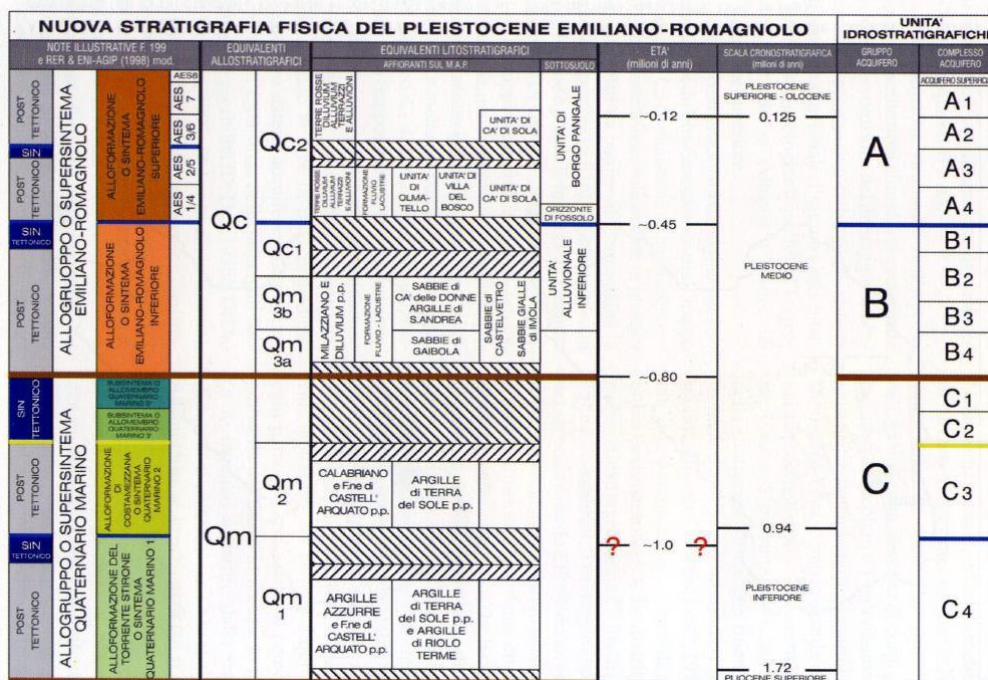 NUOVA STRATIGRAFIA FISICA DEL PLEISTOCENE EMILIANO-ROMAGNOLO
UNITA'
IDROSTRATIGRAFICHE
NOTE ILLUSTRATIVE F. 199
e RER & ENI-AGIP (1998) mod.
EQUIVALENTI
ALLOSTRATIGRAFICI
EQUIVALENTI LITOSTRATIGRAFICI
AFFIORANTI SUL M.A.P.
SOTTOSUOLO
ETA'
(milioni di anni)
SCALA CRONOSTRATIGRAFICA
(milioni di anni)
GRUPPO
ACQUIFERO
COMPLESSO
ACQUIFERO
POST
TETTONICO
SIN
TETTONICO
POST
TETTONICO
SIN
TETTONICO
POST
TETTONICO
SIN
TETTONICO
POST
TETTONICO
SIN
TETTONICO
POST
TETTONICO
ALLOGRUPPO O SUPERSINTEMA
EMILIANO-ROMAGNOLO
ALLOGRUPPO O SUPERSINTEMA
QUATERNARIO MARINO
ALLOFORMAZIONE
O SINTEMA
EMILIANO-ROMAGNOLO
SUPERIORE
ALLOFORMAZIONE
O SINTEMA
EMILIANO-ROMAGNOLO
INFERIORE
SUBSINTEMA O
ALLOMEMBRO
QUATERNARIO
MARINO 3'
SUBSINTEMA O
ALLOMEMBRO
QUATERNARIO
MARINO 3'
ALLOFORMAZIONE
DI
COSTAMEZZANA
O SINTEMA
QUATERNARIO
MARINO 2
ALLOFORMAZIONE DEL
TORRENTE STIRONE
O SINTEMA
QUATERNARIO MARINO 1
AES8
AES
7
AES
3/6
AES
2/5
AES
1/4
Qc
Qc2
Qc1
Qm
3b
Qm
3a
Qm
Qm
2
Qm
1
TERRE ROSSE
DILUVIUM
ALLUVIUM
TERRAZZI
E ALLUVIONI
UNITA' DI
CA' DI SOLA
TERRE ROSSE
DILUVIUM
ALLUVIUM
TERRAZZI
E ALLUVIONI
FORMAZIONE
FLUVIO
LACUSTRE
UNITA'
DI
OLMA-
TELLO
UNITA' DI
VILLA
DEL
BOSCO
UNITA' DI
CA' DI SOLA
MILAZZIANO E
DILUVIUM p.p.
FORMAZIONE
FLUVIO - LACUSTRE
SABBIE di
CA' delle DONNE
ARGILLE di
S.ANDREA
SABBIE di
GAIBOLA
SABBIE di
CASTELVETRO
SABBIE GIALLE
di IMOLA
CALABRIANO
e F.ne di
CASTELL'
ARQUATO p.p.
ARGILLE
di TERRA
del SOLE p.p.
ARGILLE
AZZURRE
e F.ne di
CASTELL'
ARQUATO p.p.
ARGILLE
di TERRA
del SOLE p.p.
e ARGILLE
di RIOLO
TERME
UNITA' DI
BORGO PANIGALE
ORIZZONTE
DI FOSSOLO
UNITA'
ALLUVIONALE
INFERIORE
~0.12
~0.45
~0.80
? ~1.0 ?
PLEISTOCENE
SUPERIORE - OLOCENE
0.125
PLEISTOCENE
MEDIO
0.94
PLEISTOCENE
INFERIORE
1.72
PLIOCENE SUPERIORE
A
B
C
ACQUIFERO SUPERFIC
A1
A2
A3
A4
B1
B2
B3
B4
C1
C2
C3
C4